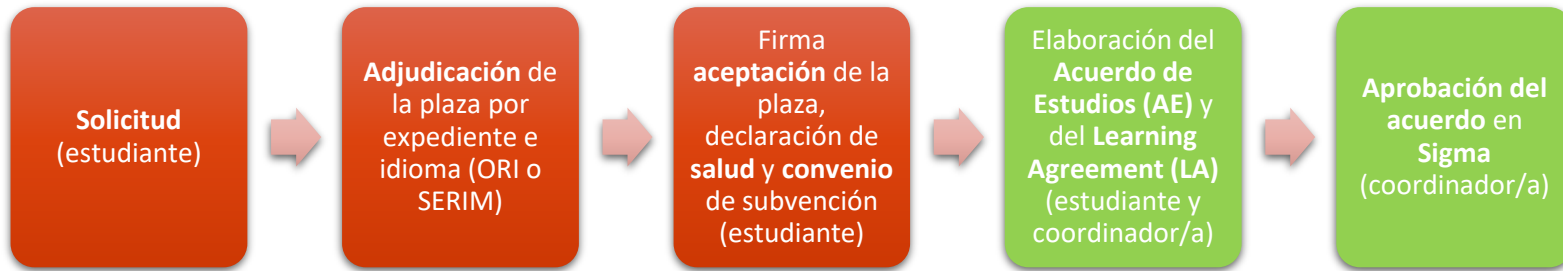 Solicitud
(estudiante)
Adjudicación de
la plaza por
expediente e
idioma (ORI o
SERIM)
Firma
aceptación de la
plaza,
declaración de
salud y convenio
de subvención
(estudiante)
Elaboración del
Acuerdo de
Estudios (AE) y
del Learning
Agreement (LA)
(estudiante y
coordinador/a)
Aprobación del
acuerdo en
Sigma
(coordinador/a)